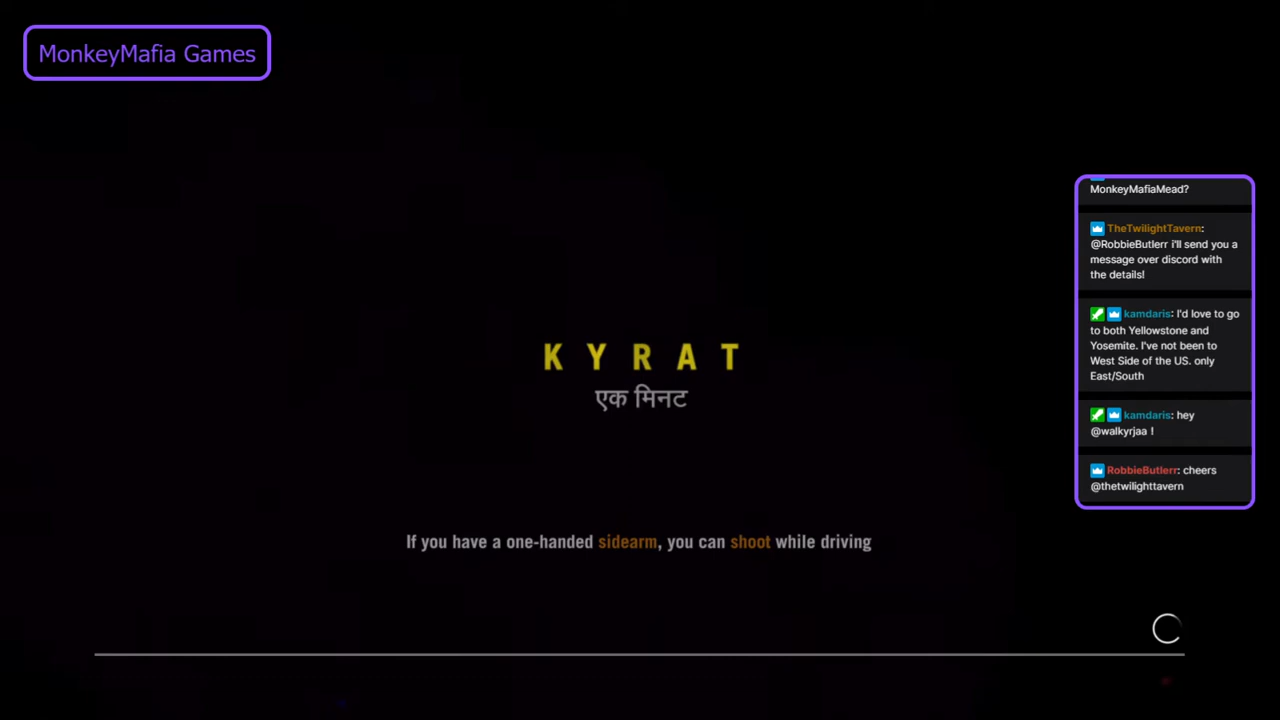 MonkeyMafia Games
MonkeyMafiaMead?
TheTwilightTavern:
@RobbieButlerr i'll send you a
message over discord with
the details!
kamdaris: I'd love to go
to both Yellowstone and
Yosemite. I've not been to
West Side of the US. only
East/South
kamdaris: hey
@walkyrjaa !
RobbieButlerr: cheers
@thetwilighttavern
KYRAT
एक मिनट
If you have a one-handed sidearm, you can shoot while driving